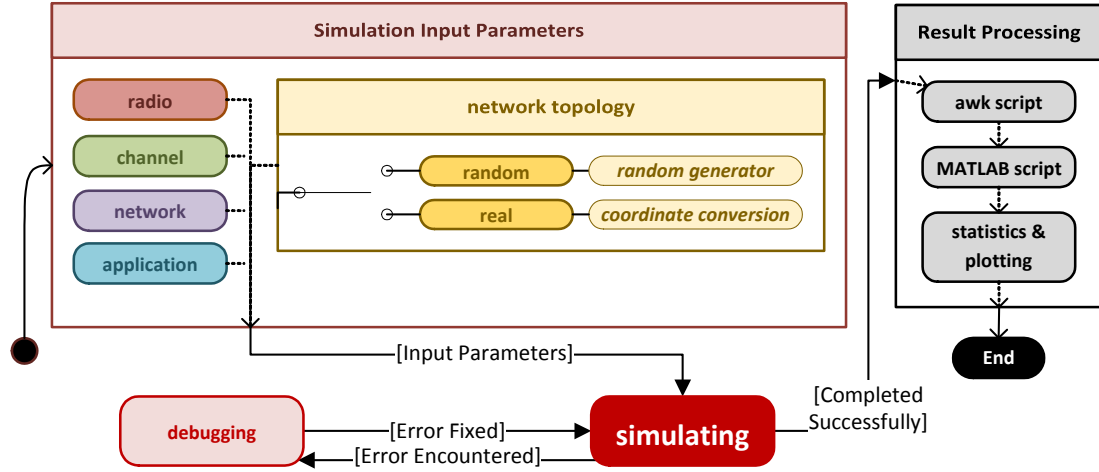 Simulation Input Parameters
radio
channel
network
application
network topology
random
random generator
real
coordinate conversion
[Input Parameters]
debugging
[Error Fixed]
[Error Encountered]
simulating
[Completed
Successfully]
Result Processing
awk script
MATLAB script
statistics &
plotting
End